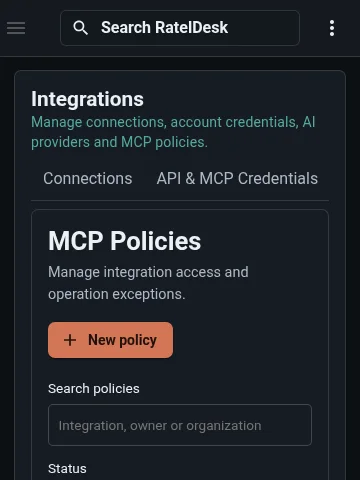 Search RatelDesk
Integrations
Manage connections, account credentials, AI
providers and MCP policies.
Connections
API & MCP Credentials
MCP Policies
Manage integration access and
operation exceptions.
New policy
Search policies
Integration, owner or organization
Status